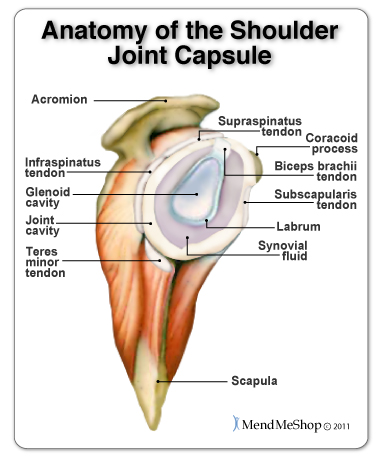 Anatomy of the Shoulder
Joint Capsule
Acromion
Supraspinatus
tendon
Coracoid
process
Infraspinatus
tendon
Biceps brachii
tendon
Glenoid
cavity
Subscapularis
tendon
Joint
cavity
Labrum
Teres
minor
tendon
Synovial
fluid
Scapula
MendMeShop © 2011